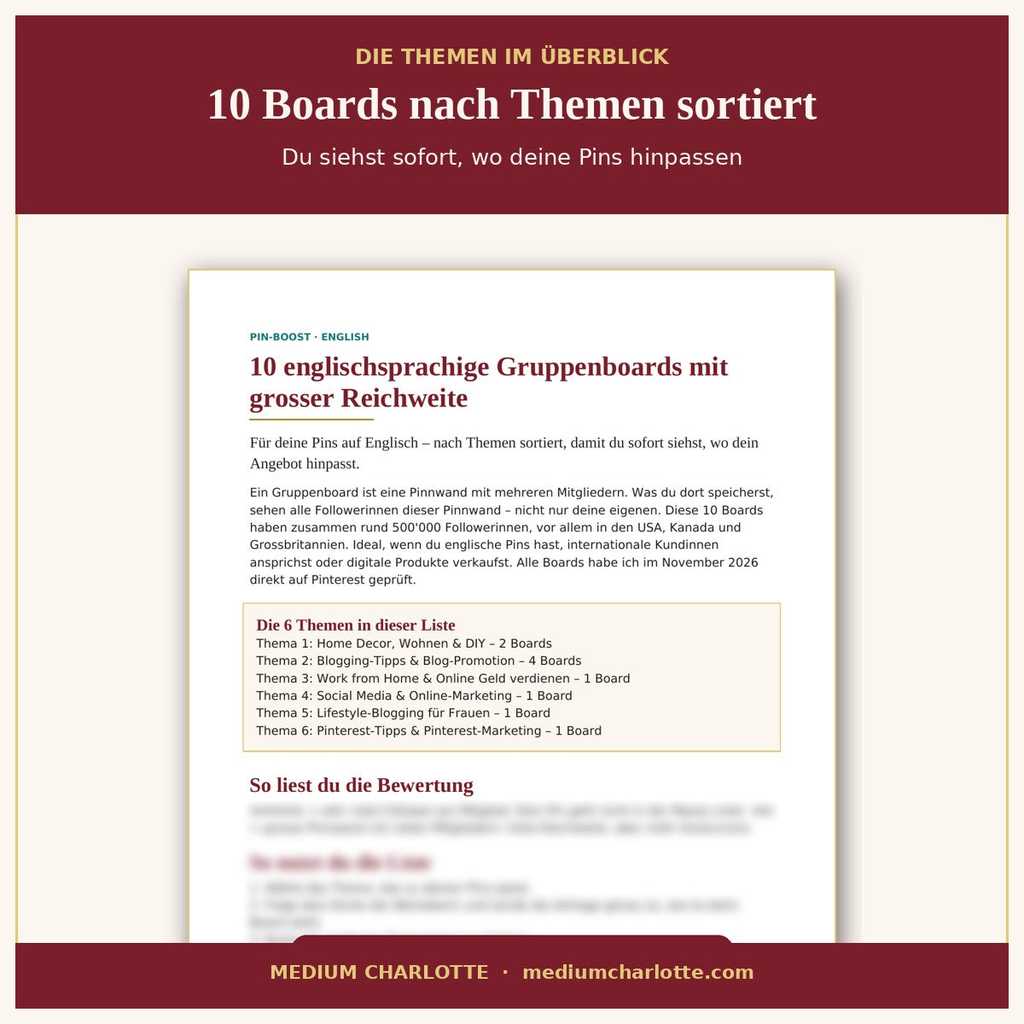 DIE THEMEN IM ÜBERBLICK
10 Boards nach Themen sortiert
Du siehst sofort, wo deine Pins hinpassen
PIN-BOOST · ENGLISH
10 englischsprachige Gruppenboards mit
grosser Reichweite
Für deine Pins auf Englisch – nach Themen sortiert, damit du sofort siehst, wo dein
Angebot hinpasst.
Ein Gruppenboard ist eine Pinnwand mit mehreren Mitgliedern. Was du dort speicherst,
sehen alle Followerinnen dieser Pinnwand – nicht nur deine eigenen. Diese 10 Boards
haben zusammen rund 500'000 Followerinnen, vor allem in den USA, Kanada und
Grossbritannien. Ideal, wenn du englische Pins hast, internationale Kundinnen
ansprichst oder digitale Produkte verkaufst. Alle Boards habe ich im November 2026
direkt auf Pinterest geprüft.
Die 6 Themen in dieser Liste
Thema 1: Home Decor, Wohnen & DIY – 2 Boards
Thema 2: Blogging-Tipps & Blog-Promotion – 4 Boards
Thema 3: Work from Home & Online Geld verdienen – 1 Board
Thema 4: Social Media & Online-Marketing – 1 Board
Thema 5: Lifestyle-Blogging für Frauen – 1 Board
Thema 6: Pinterest-Tipps & Pinterest-Marketing – 1 Board
So liest du die Bewertung
So nutzt du die Liste
MEDIUM CHARLOTTE · mediumcharlotte.com